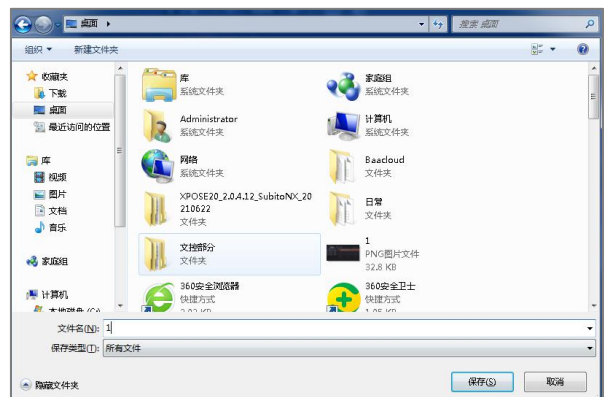 桌面
搜索 桌面
组织
新建文件夹
收藏夹
下载
桌面
最近访问的位置
库
视频
图片
文档
音乐
家庭组
计算机
库
系统文件夹
家庭组
系统文件夹
Administrator
系统文件夹
计算机
系统文件夹
网络
系统文件夹
Baacloud
文件夹
XPOSE20_2.0.4.12_SubitoNX_20
210622
文件夹
日常
文件夹
文控部分
文件夹
1
PNG图片文件
32.8 KB
360安全浏览器
快捷方式
360安全卫士
快捷方式
文件名(N): 1
保存类型(T): 所有文件
隐藏文件夹
保存(S)
取消